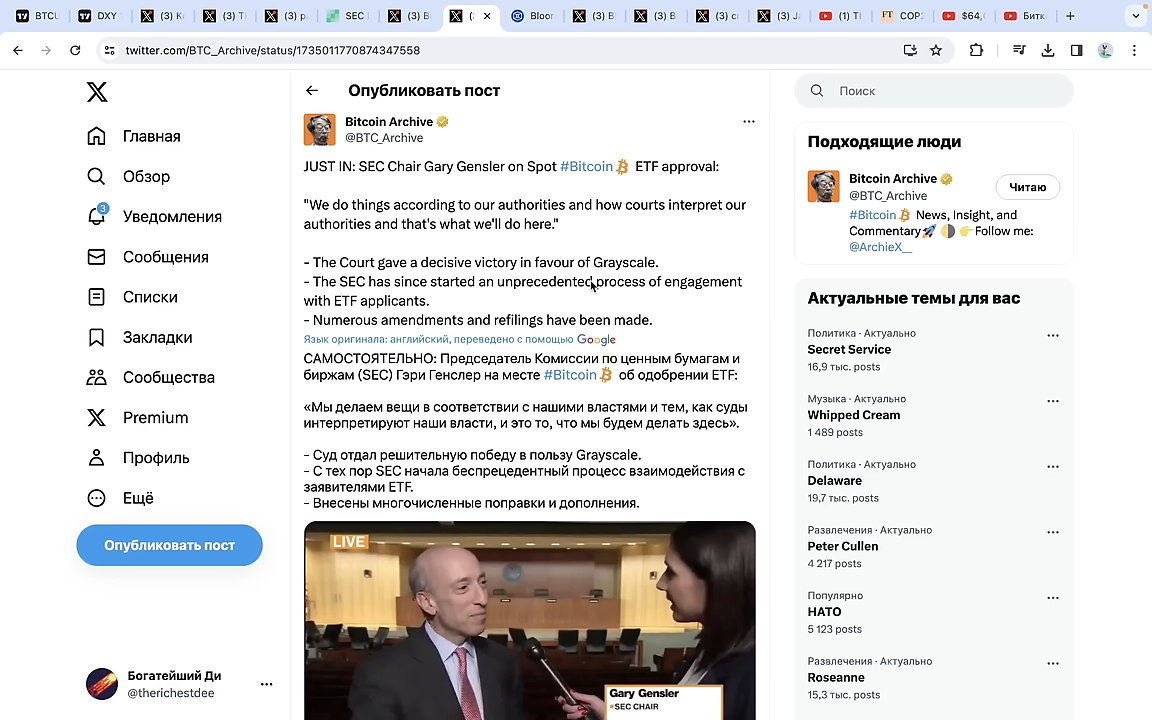 BTCU
DXY
(3) T
SEC
(3) B
Bloor
(3) B
(3) B
(3) c
(3) J
(1) T
COP
$64,
Битк
twitter.com/BTC_Archive/status/1735011770874347558
Главная
Обзор
3
Уведомления
Сообщения
Списки
Закладки
Сообщества
Premium
Профиль
Ещё
Опубликовать пост
Богатейший Ди
@therichestdee
Опубликовать пост
Bitcoin Archive
@BTC_Archive
JUST IN: SEC Chair Gary Gensler on Spot #Bitcoin ETF approval:
"We do things according to our authorities and how courts interpret our
authorities and that's what we'll do here."
- The Court gave a decisive victory in favour of Grayscale.
- The SEC has since started an unprecedented process of engagement
with ETF applicants.
- Numerous amendments and refilings have been made.
Язык оригинала: английский, переведено с помощью Google
САМОСТОЯТЕЛЬНО: Председатель Комиссии по ценным бумагам и
биржам (SEC) Гэри Генслер на месте #Bitcoin об одобрении ETF:
«Мы делаем вещи в соответствии с нашими властями и тем, как суды
интерпретируют наши власти, и это то, что мы будем делать здесь».
- Суд отдал решительную победу в пользу Grayscale.
- С тех пор SEC начала беспрецедентный процесс взаимодействия с
заявителями ETF.
- Внесены многочисленные поправки и дополнения.
LIVE
Gary Gensler
SEC CHAIR
Поиск
Подходящие люди
Bitcoin Archive
@BTC_Archive
Читаю
#Bitcoin News, Insight, and
Commentary Follow me:
@ArchieX__
Актуальные темы для вас
Политика · Актуально
Secret Service
16,9 тыс. posts
Музыка · Актуально
Whipped Cream
1 489 posts
Политика · Актуально
Delaware
19,7 тыс. posts
Развлечения · Актуально
Peter Cullen
4 217 posts
Популярно
НАТО
5 123 posts
Развлечения · Актуально
Roseanne
15,3 тыс. posts